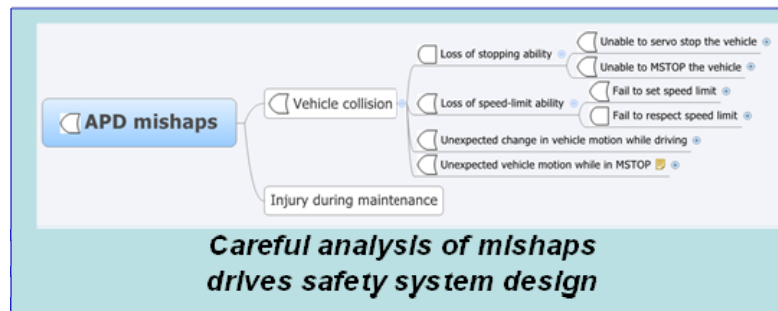 APD mishaps
Vehicle collision
Loss of stopping ability
Unable to servo stop the vehicle
Unable to MSTOP the vehicle
Loss of speed-limit ability
Fail to set speed limit
Fail to respect speed limit
Unexpected change in vehicle motion while driving
Unexpected vehicle motion while in MSTOP
Injury during maintenance
Careful analysis of mishaps
drives safety system design